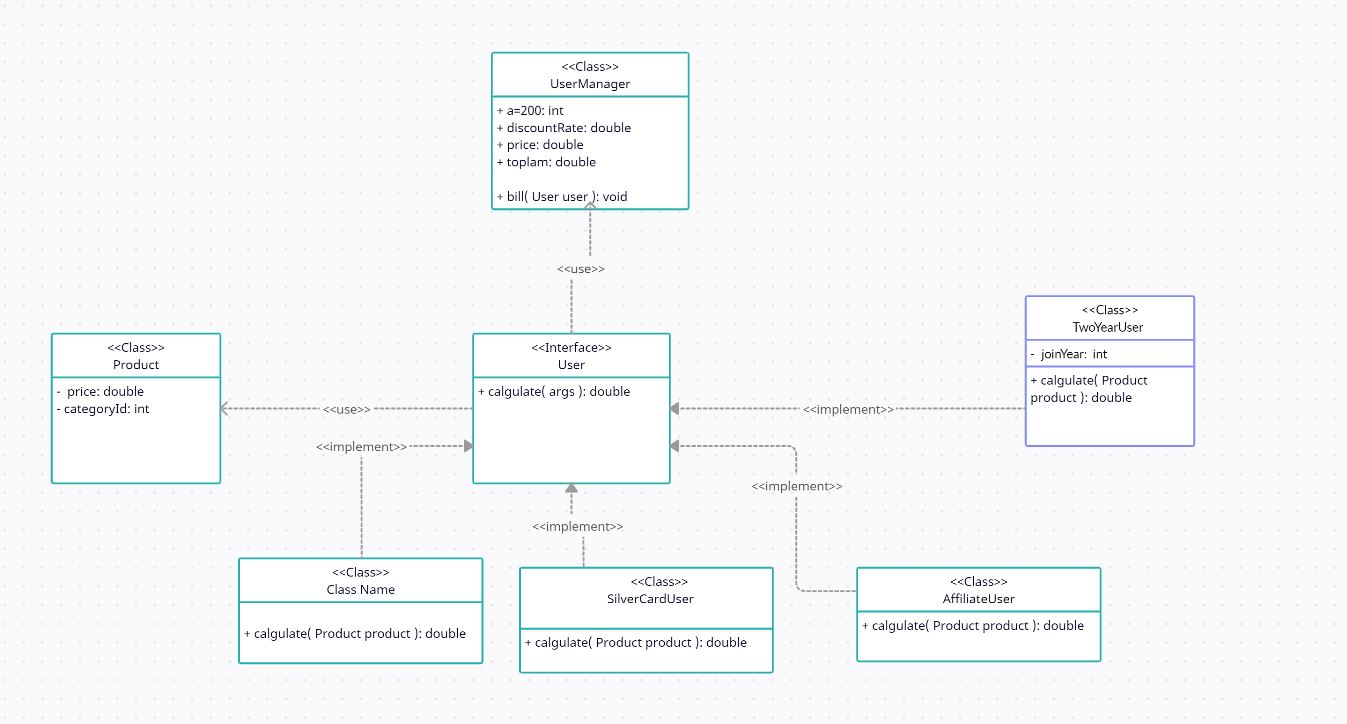 <<Class>>
UserManager
+ a=200: int
+ discountRate: double
+ price: double
+ toplam: double
+ bill( User user ): void
<<use>>
<<Class>>
TwoYearUser
- joinYear: int
+ calgulate( Product
product ): double
<<Class>>
Product
- price: double
- categoryId: int
<<Interface>>
User
+ calgulate( args ): double
<<use>>
<<implement>>
<<implement>>
<<implement>>
<<implement>>
<<Class>>
Class Name
+ calgulate( Product product ): double
<<Class>>
SilverCardUser
+ calgulate( Product product ): double
<<Class>>
AffiliateUser
+ calgulate( Product product ): double